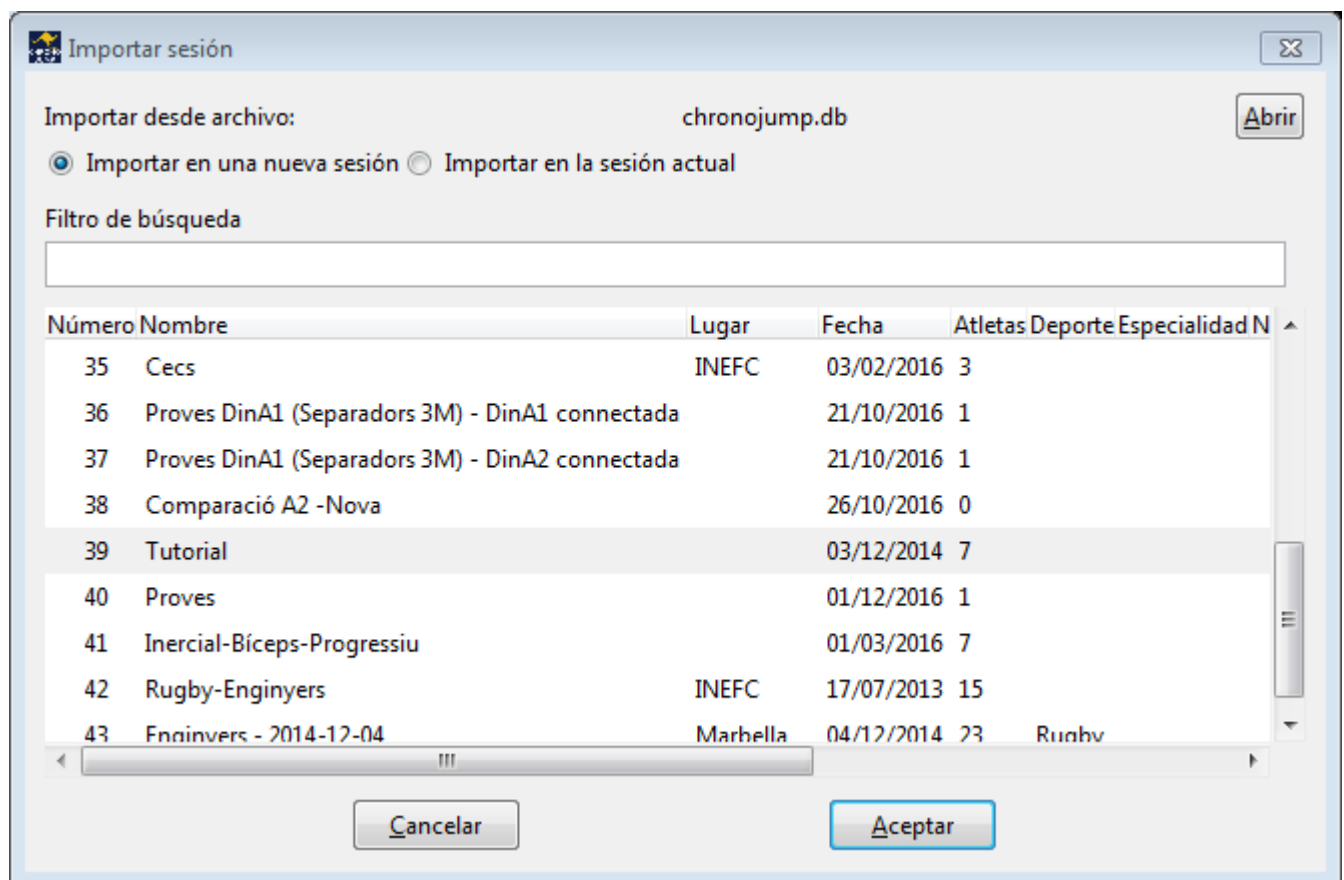 Importar sesión
Importar desde archivo: chronojump.db Abrir
Importar en una nueva sesión Importar en la sesión actual
Filtro de búsqueda
Número Nombre Lugar Fecha Atletas Deporte Especialidad N
35 Cecs INEFC 03/02/2016 3
36 Proves DinA1 (Separadors 3M) - DinA1 connectada 21/10/2016 1
37 Proves DinA1 (Separadors 3M) - DinA2 connectada 21/10/2016 1
38 Comparació A2 -Nova 26/10/2016 0
39 Tutorial 03/12/2014 7
40 Proves 01/12/2016 1
41 Inercial-Bíceps-Progressiu 01/03/2016 7
42 Rugby-Enginyers INEFC 17/07/2013 15
43 Enginyers - 2014-12-04 Marbella 04/12/2014 23 Rugby
Cancelar Aceptar